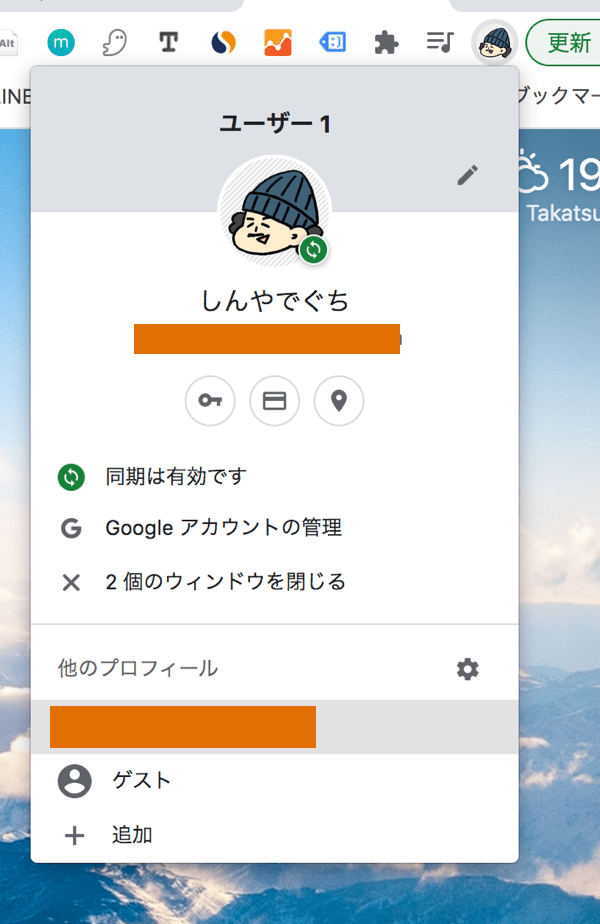 Alt
m
T
更新
ブックマー
ユーザー 1
19
Takatsu
しんやでぐち
同期は有効です
G
Google アカウントの管理
2 個のウィンドウを閉じる
他のプロフィール
ゲスト
追加